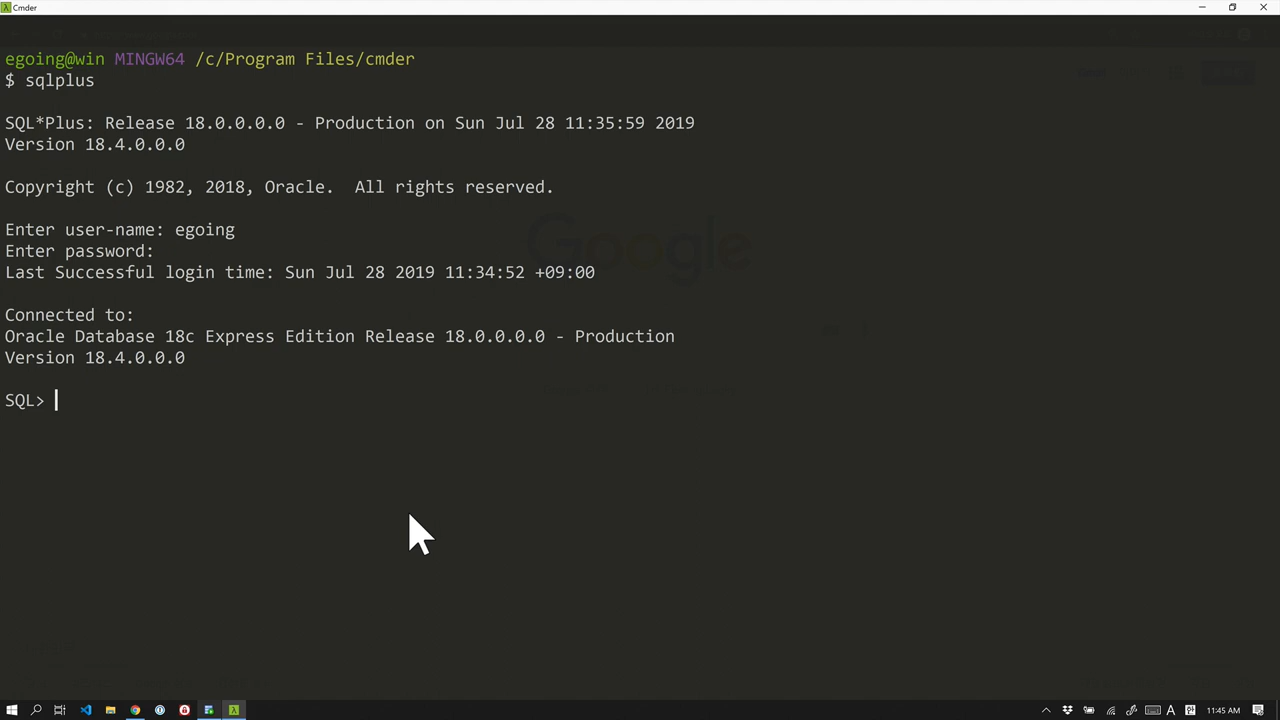 Cmder
egoing@win MINGW64 /c/Program Files/cmder
$ sqlplus
SQL*Plus: Release 18.0.0.0.0 - Production on Sun Jul 28 11:35:59 2019
Version 18.4.0.0.0
Copyright (c) 1982, 2018, Oracle.  All rights reserved.
Enter user-name: egoing
Enter password:
Last Successful login time: Sun Jul 28 2019 11:34:52 +09:00
Connected to:
Oracle Database 18c Express Edition Release 18.0.0.0.0 - Production
Version 18.4.0.0.0
SQL>
Google
A
11:45 AM